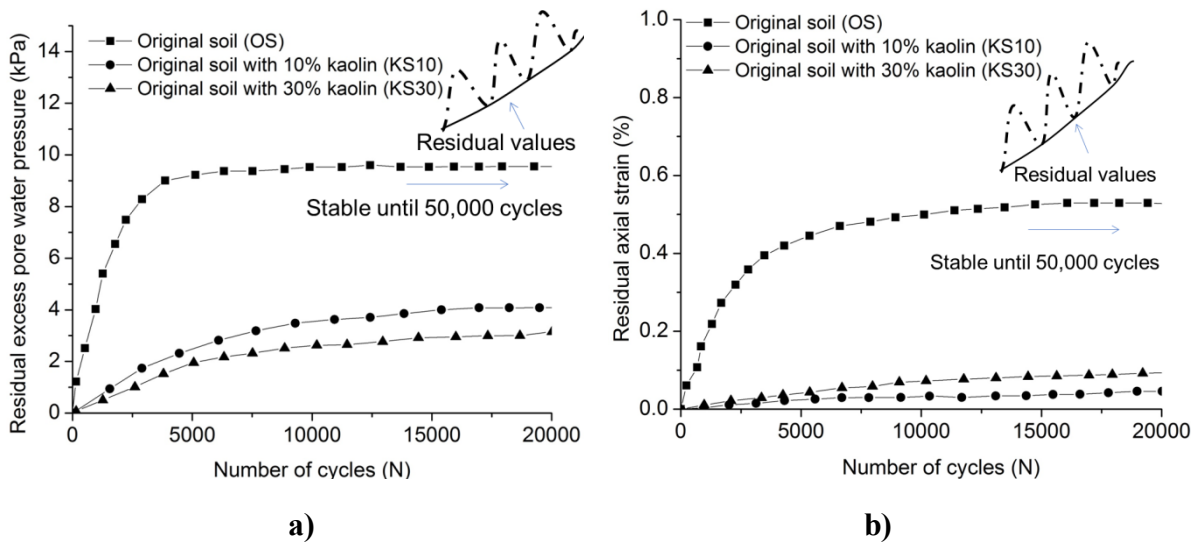 Residual excess pore water pressure (kPa)
14
12
10
8
6
4
2
0
Original soil (OS)
Original soil with 10% kaolin (KS10)
Original soil with 30% kaolin (KS30)
Residual values
Stable until 50,000 cycles
0 5000 10000 15000 20000
Number of cycles (N)
a)
Residual axial strain (%)
1.0
0.8
0.6
0.4
0.2
0.0
Original soil (OS)
Original soil with 10% kaolin (KS10)
Original soil with 30% kaolin (KS30)
Residual values
Stable until 50,000 cycles
0 5000 10000 15000 20000
Number of cycles (N)
b)